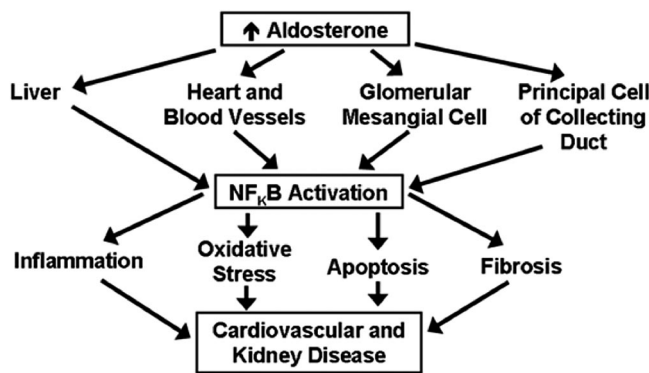 ↑ Aldosterone
Liver
Heart and
Blood Vessels
Glomerular
Mesangial Cell
Principal Cell
of Collecting
Duct
NFKB Activation
Inflammation
Oxidative
Stress
Apoptosis
Fibrosis
Cardiovascular and
Kidney Disease